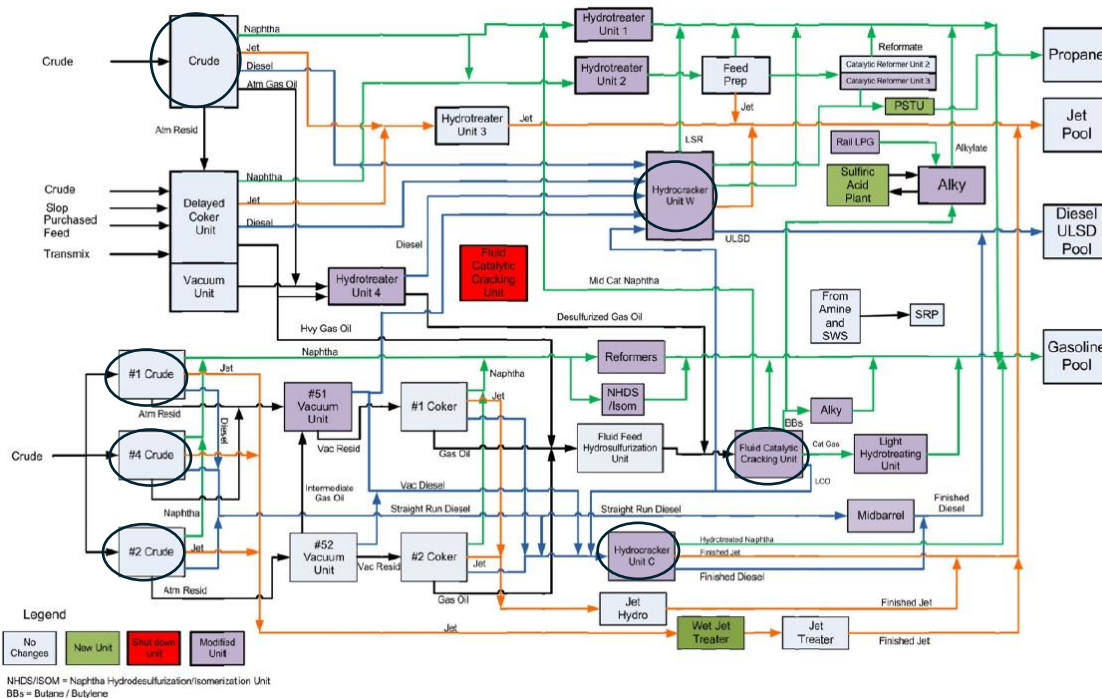 Crude
Crude
Naphtha
Jet
Diesel
Atm Gas Oil
Atm Resid
Hydrotreater
Unit 1
Hydrotreater
Unit 2
Feed
Prep
Jet
Reformate
Catalytic Reformer Unit 2
Catalytic Reformer Unit 3
PSTU
Propane
Hydrotreater
Unit 3
Jet
Jet
Pool
LSR
Rail LPG
Alkylate
Sulfiric
Acid
Plant
Alky
Crude
Slop
Purchased
Feed
Transmix
Delayed
Coker
Unit
Vacuum
Unit
Naphtha
Jet
Diesel
Diesel
Hydrocracker
Unit W
ULSD
Diesel
ULSD
Pool
Hydrotreater
Unit 4
Fluid
Catalytic
Cracking
Unit
Mid Cat Naphtha
From
Amine
and
SWS
SRP
Hvy Gas Oil
Desulfurized Gas Oil
Crude
#1 Crude
Naphtha
Jet
Atm Resid
Diesel
#4 Crude
Naphtha
#2 Crude
Jet
Atm Resid
#51
Vacuum
Unit
Vac Resid
Intermediate
Gas Oil
#52
Vacuum
Unit
Vac Resid
#1 Coker
Naphtha
Jet
Gas Oil
#2 Coker
Jet
Gas Oil
Vac Diesel
Straight Run Diesel
Straight Run Diesel
Reformers
NHDS
/Isom
Gasoline
Pool
Fluid Feed
Hydrosulfurization
Unit
Fluid Catalytic
Cracking Unit
BBs
Alky
Cat Gas
Light
Hydrotreating
Unit
LCO
Midbarrel
Finished
Diesel
Hydrocracker
Unit C
Hydrotreated Naphtha
Finished Jet
Finished Diesel
Jet
Hydro
Finished Jet
Jet
Wet Jet
Treater
Jet
Treater
Finished Jet
Legend
No
Changes
New Unit
Shut down
unit
Modified
Unit
NHDS/ISOM = Naphtha Hydrodesulfurization/Isomerization Unit
BBs = Butane / Butylene